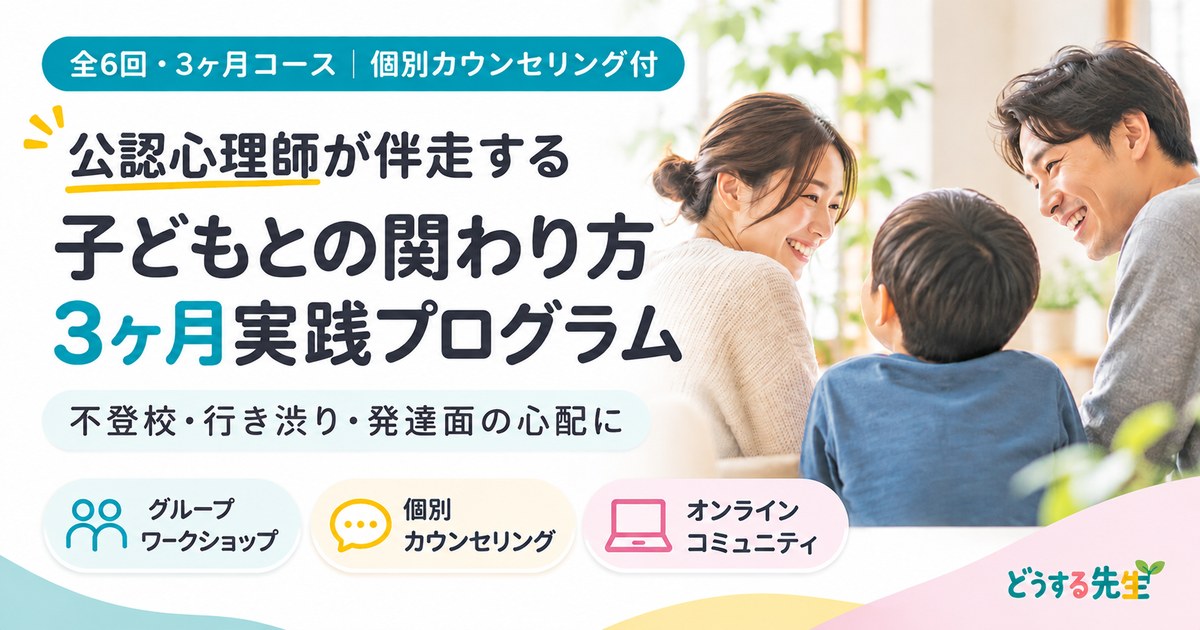 全6回・3ヶ月コース｜個別カウンセリング付
公認心理師が伴走する
子どもとの関わり方
3ヶ月実践プログラム
不登校・行き渋り・発達面の心配に
グループ
ワークショップ
個別
カウンセリング
オンライン
コミュニティ
どうする先生